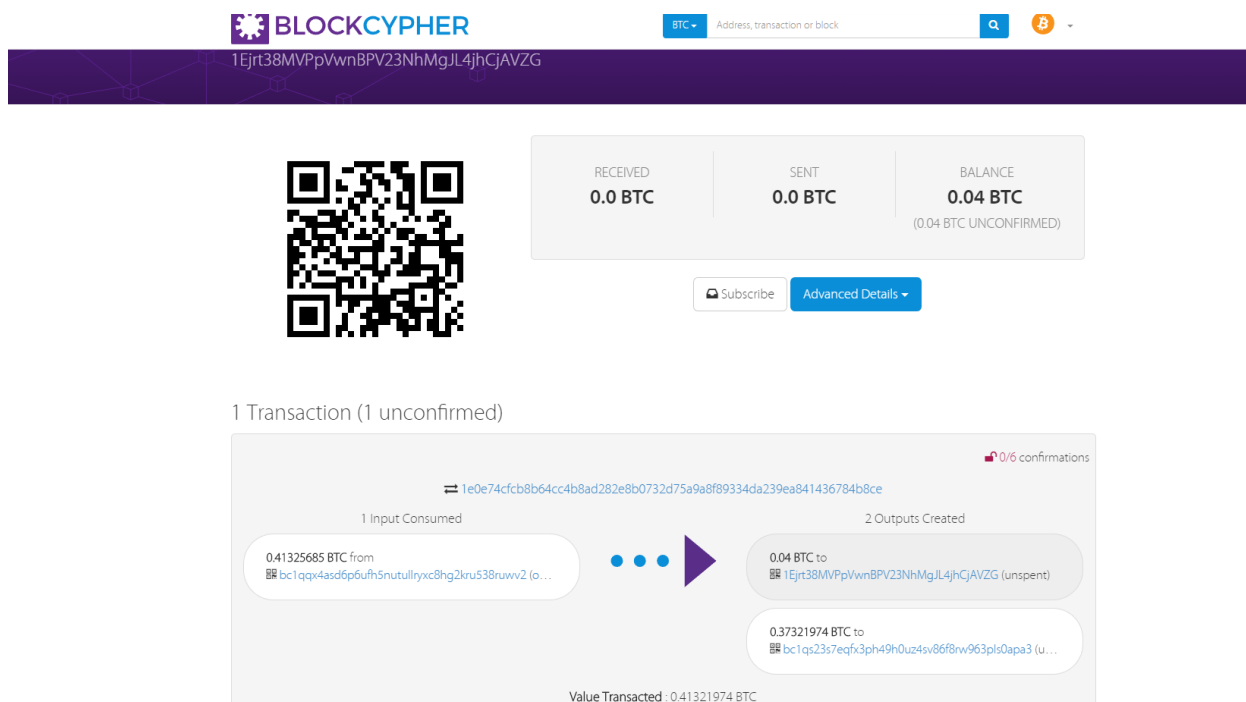 BLOCKCYPHER
BTC
Address, transaction or block
1Ejrt38MVPpVwnBPV23NhMgJL4jhCjAVZG
RECEIVED
0.0 BTC
SENT
0.0 BTC
BALANCE
0.04 BTC
(0.04 BTC UNCONFIRMED)
Subscribe
Advanced Details
1 Transaction (1 unconfirmed)
0/6 confirmations
1e0e74cfcb8b64cc4b8ad282e8b0732d75a9a8f89334da239ea841436784b8ce
1 Input Consumed
2 Outputs Created
0.41325685 BTC from
bc1qqx4asd6p6ufh5nutullryxc8hg2kru538ruwv2 (o...
0.04 BTC to
1Ejrt38MVPpVwnBPV23NhMgJL4jhCjAVZG (unspent)
0.37321974 BTC to
bc1qs23s7eqfx3ph49h0uz4sv86f8rw963pls0apa3 (u...
Value Transacted : 0.41321974 BTC